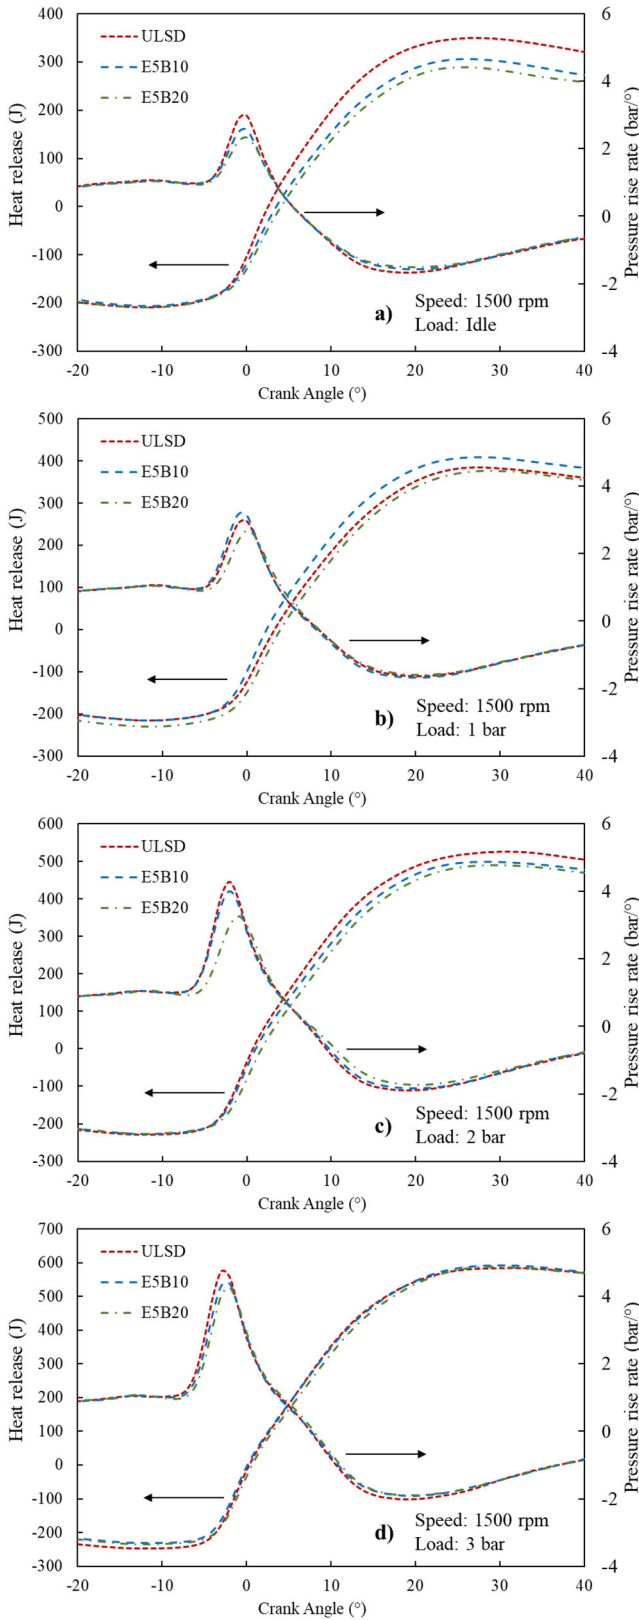 400
300
200
100
0
-100
-200
-300
Heat release (J)
6
4
2
0
-2
-4
Pressure rise rate (bar/°)
ULSD
E5B10
E5B20
a)
Speed: 1500 rpm
Load: Idle
-20 -10 0 10 20 30 40
Crank Angle (°)
500
400
300
200
100
0
-100
-200
-300
Heat release (J)
6
4
2
0
-2
-4
Pressure rise rate (bar/°)
ULSD
E5B10
E5B20
b)
Speed: 1500 rpm
Load: 1 bar
-20 -10 0 10 20 30 40
Crank Angle (°)
600
500
400
300
200
100
0
-100
-200
-300
Heat release (J)
6
4
2
0
-2
-4
Pressure rise rate (bar/°)
ULSD
E5B10
E5B20
c)
Speed: 1500 rpm
Load: 2 bar
-20 -10 0 10 20 30 40
Crank Angle (°)
700
600
500
400
300
200
100
0
-100
-200
-300
Heat release (J)
6
4
2
0
-2
-4
Pressure rise rate (bar/°)
ULSD
E5B10
E5B20
d)
Speed: 1500 rpm
Load: 3 bar
-20 -10 0 10 20 30 40
Crank Angle (°)